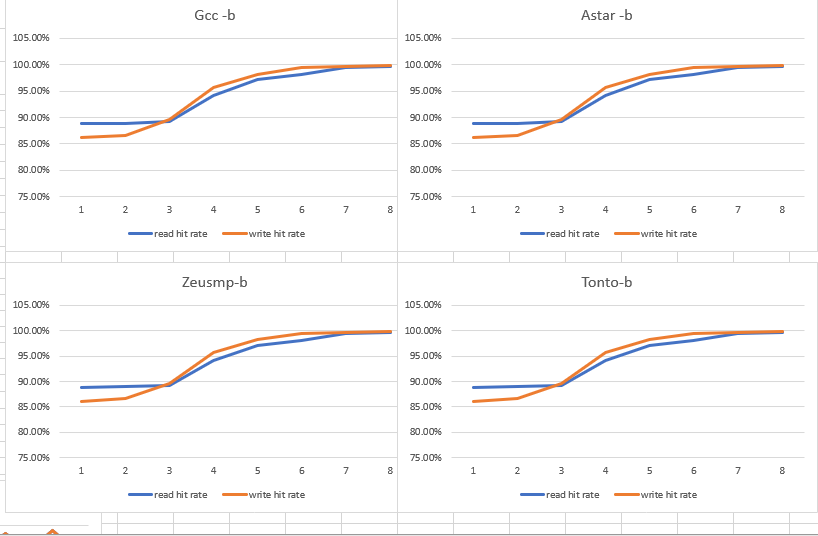 Gcc -b
105.00%
100.00%
95.00%
90.00%
85.00%
80.00%
75.00%
1 2 3 4 5 6 7 8
read hit rate write hit rate
Astar -b
105.00%
100.00%
95.00%
90.00%
85.00%
80.00%
75.00%
1 2 3 4 5 6 7 8
read hit rate write hit rate
Zeusmp-b
105.00%
100.00%
95.00%
90.00%
85.00%
80.00%
75.00%
1 2 3 4 5 6 7 8
read hit rate write hit rate
Tonto-b
105.00%
100.00%
95.00%
90.00%
85.00%
80.00%
75.00%
1 2 3 4 5 6 7 8
read hit rate write hit rate